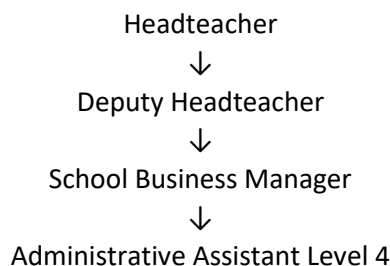 Headteacher
↓
Deputy Headteacher
↓
School Business Manager
↓
Administrative Assistant Level 4